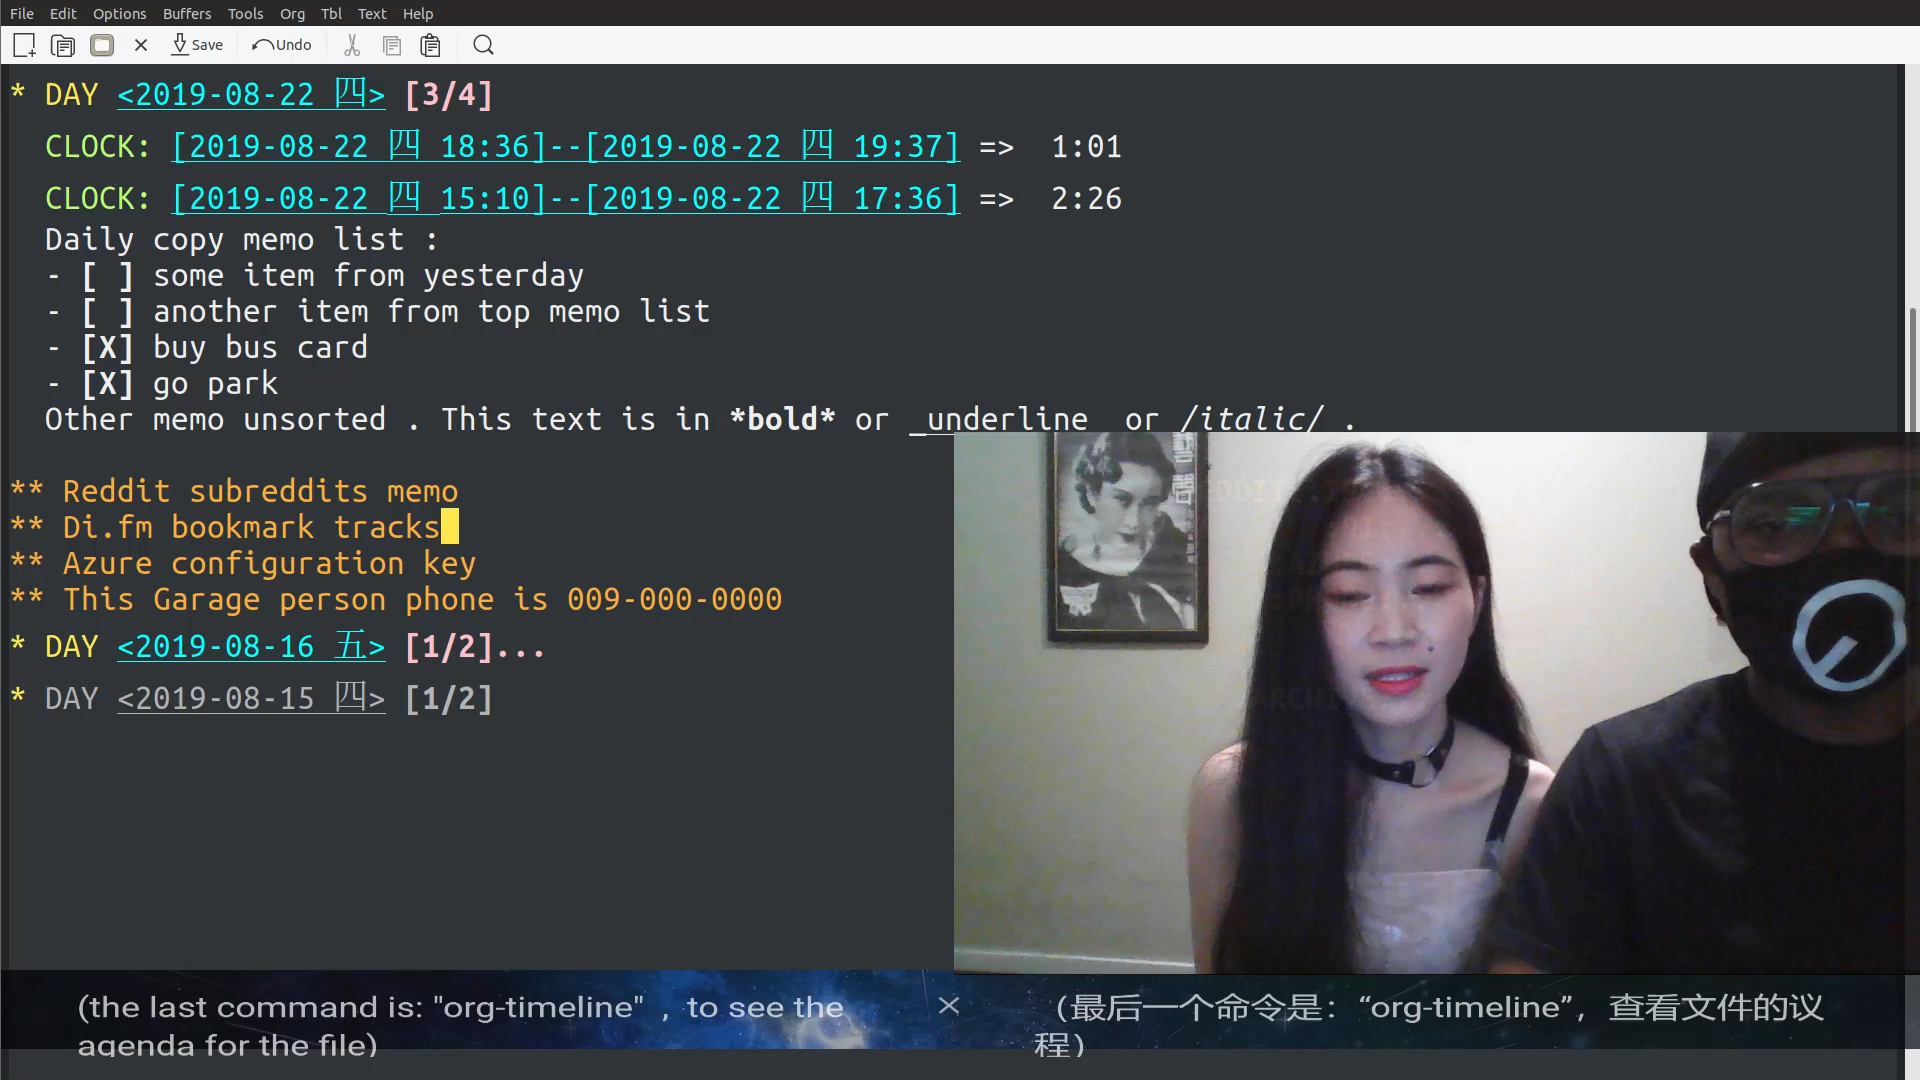 File Edit Options Buffers Tools Org Tbl Text Help
Save Undo
* DAY <2019-08-22 四> [3/4]
CLOCK: [2019-08-22 四 18:36]--[2019-08-22 四 19:37] => 1:01
CLOCK: [2019-08-22 四 15:10]--[2019-08-22 四 17:36] => 2:26
Daily copy memo list :
- [ ] some item from yesterday
- [ ] another item from top memo list
- [X] buy bus card
- [X] go park
Other memo unsorted . This text is in *bold* or _underline or /italic/ .
** Reddit subreddits memo
** Di.fm bookmark tracks
** Azure configuration key
** This Garage person phone is 009-000-0000
* DAY <2019-08-16 五> [1/2]...
* DAY <2019-08-15 四> [1/2]
(the last command is: "org-timeline" , to see the
agenda for the file)
(最后一个命令是：“org-timeline”，查看文件的议
程)